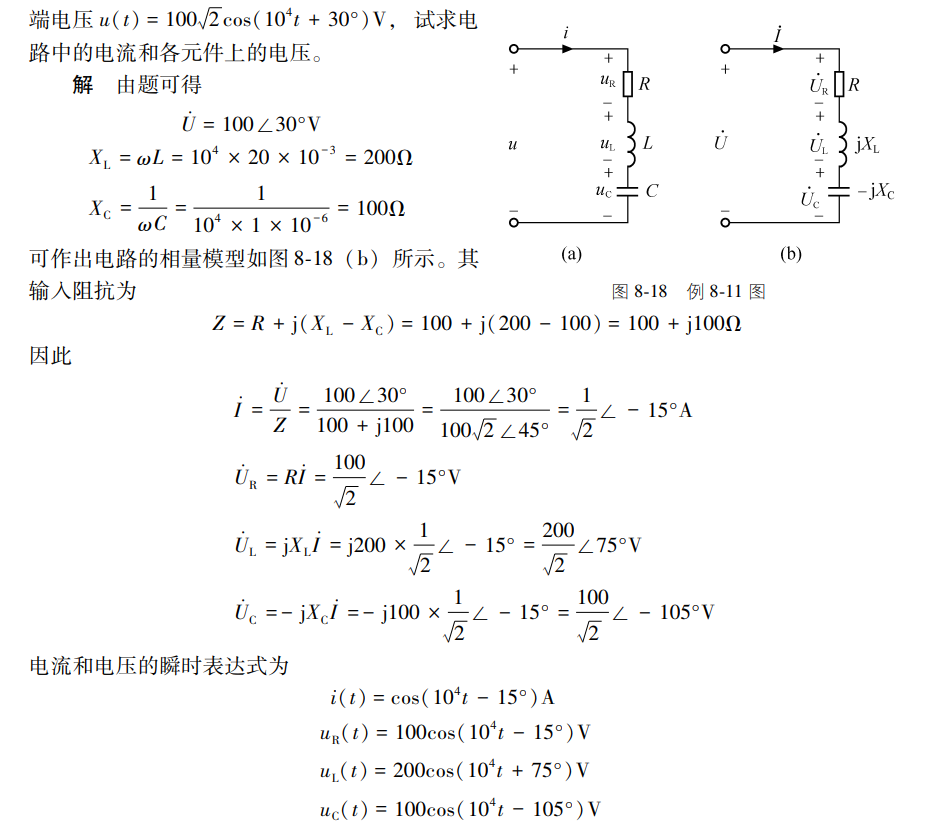 端电压 u(t) = 100√2cos(10⁴t + 30°)V，试求电
路中的电流和各元件上的电压。
解 由题可得
U̇ = 100∠30°V
X_L = ωL = 10⁴ × 20 × 10⁻³ = 200Ω
X_C = 1/(ωC) = 1/(10⁴ × 1 × 10⁻⁶) = 100Ω
可作出电路的相量模型如图 8-18（b）所示。其
输入阻抗为
i
+
u_R
R
−
+
u
u_L
L
−
+
u_C
C
−
−
(a)
İ
+
+
U̇_R
R
−
+
U̇
U̇_L
jX_L
−
+
U̇_C
−jX_C
−
−
(b)
图 8-18 例 8-11 图
Z = R + j(X_L − X_C) = 100 + j(200 − 100) = 100 + j100Ω
因此
İ = U̇/Z = 100∠30°/(100 + j100) = 100∠30°/(100√2∠45°) = 1/√2∠ − 15°A
U̇_R = Rİ = 100/√2∠ − 15°V
U̇_L = jX_Lİ = j200 × 1/√2∠ − 15° = 200/√2∠75°V
U̇_C = − jX_Cİ = − j100 × 1/√2∠ − 15° = 100/√2∠ − 105°V
电流和电压的瞬时表达式为
i(t) = cos(10⁴t − 15°)A
u_R(t) = 100cos(10⁴t − 15°)V
u_L(t) = 200cos(10⁴t + 75°)V
u_C(t) = 100cos(10⁴t − 105°)V